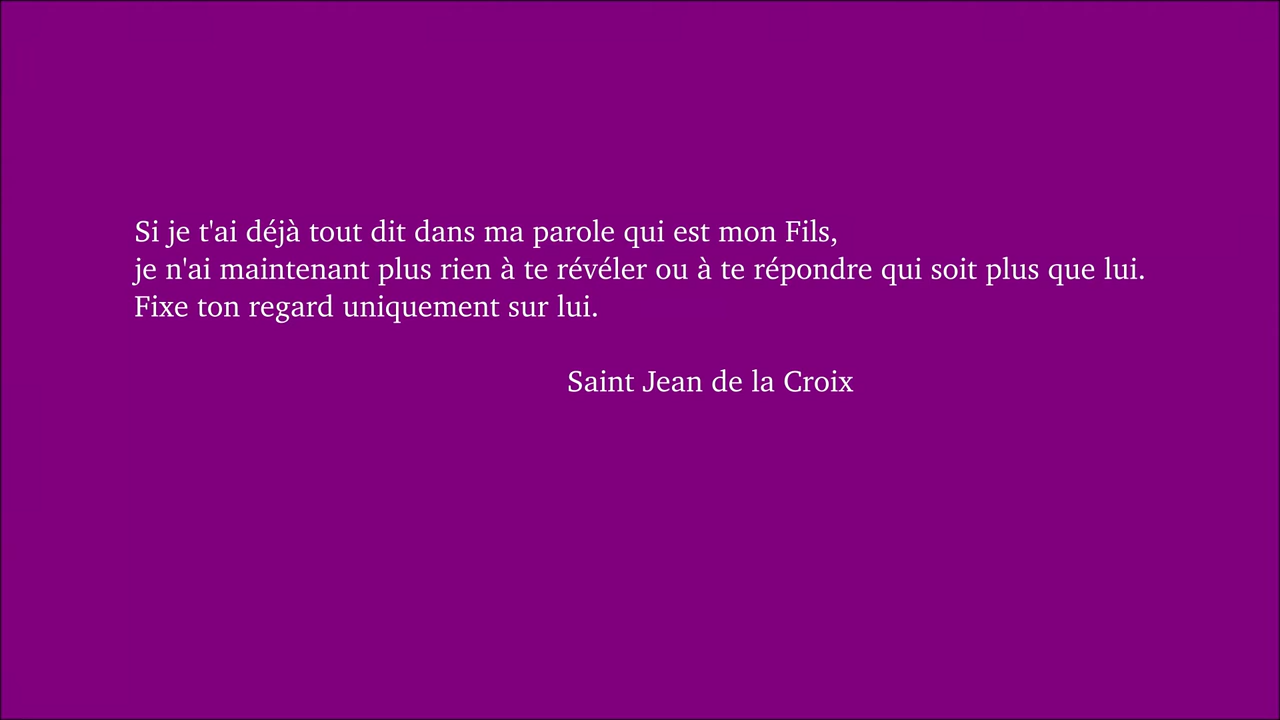 Si je t'ai déjà tout dit dans ma parole qui est mon Fils,
je n'ai maintenant plus rien à te révéler ou à te répondre qui soit plus que lui.
Fixe ton regard uniquement sur lui.
Saint Jean de la Croix